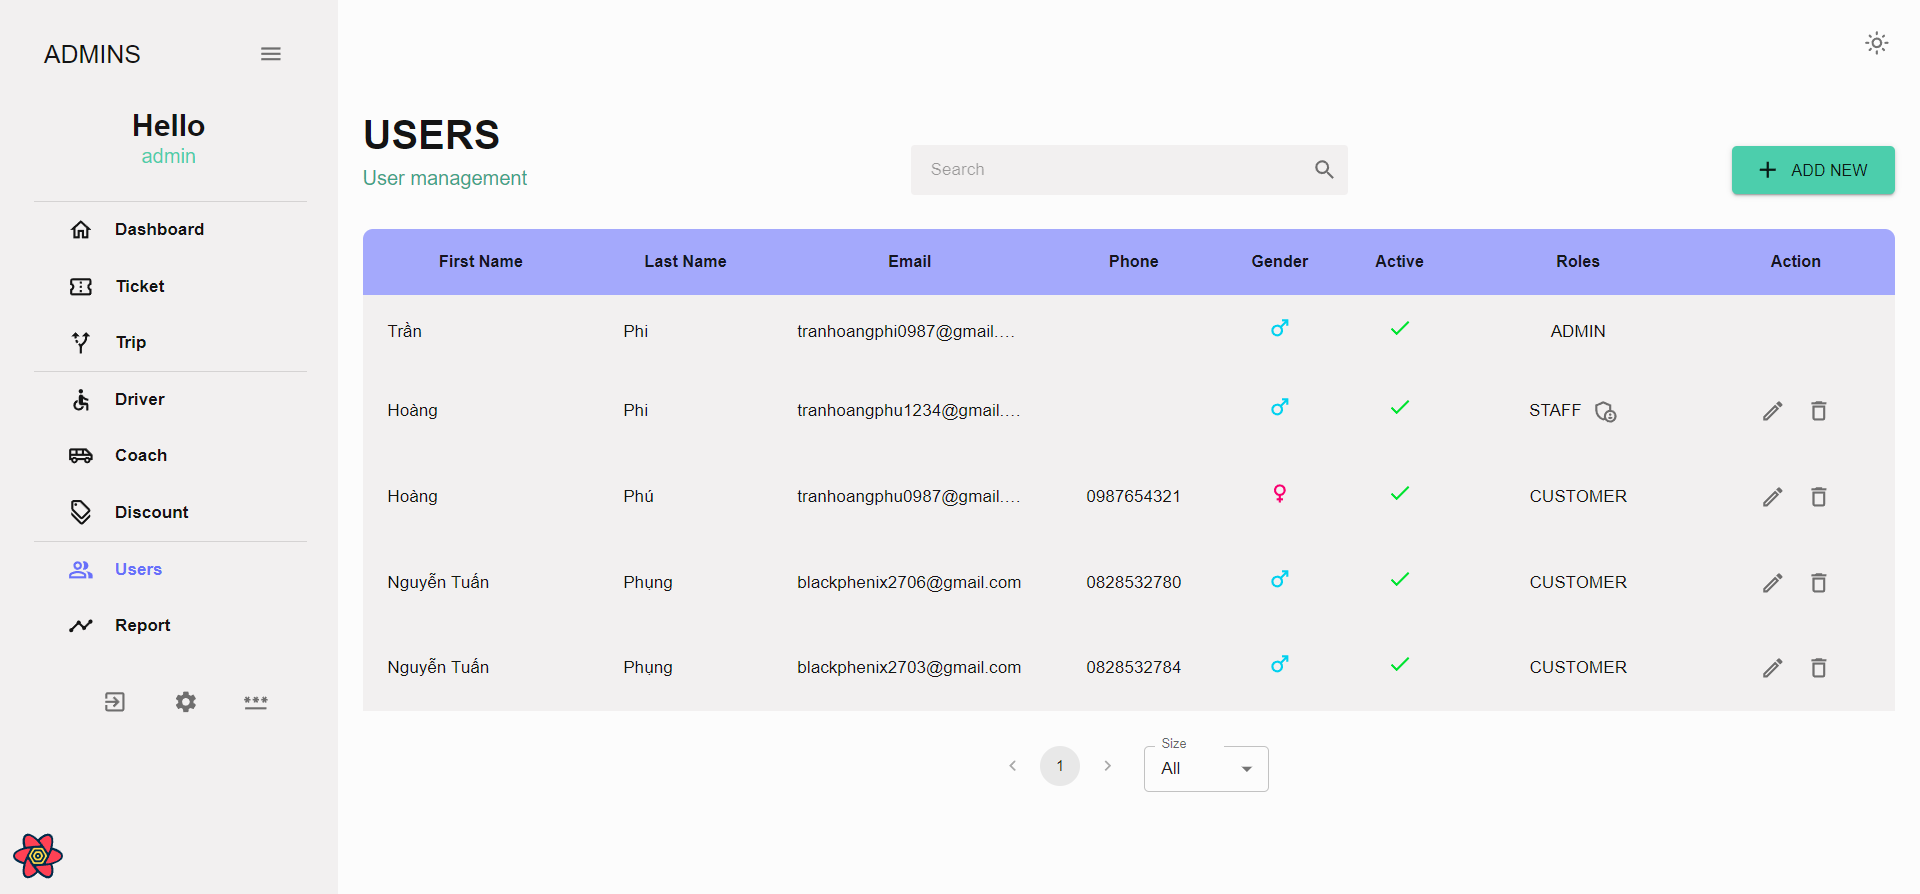 ADMINS
Hello
admin
Dashboard
Ticket
Trip
Driver
Coach
Discount
Users
Report
USERS
User management
Search
ADD NEW
First Name Last Name Email Phone Gender Active Roles Action
Trần Phi tranhoangphi0987@gmail.... ADMIN
Hoàng Phi tranhoangphu1234@gmail.... STAFF
Hoàng Phú tranhoangphu0987@gmail.... 0987654321 CUSTOMER
Nguyễn Tuấn Phụng blackphenix2706@gmail.com 0828532780 CUSTOMER
Nguyễn Tuấn Phụng blackphenix2703@gmail.com 0828532784 CUSTOMER
1
Size
All